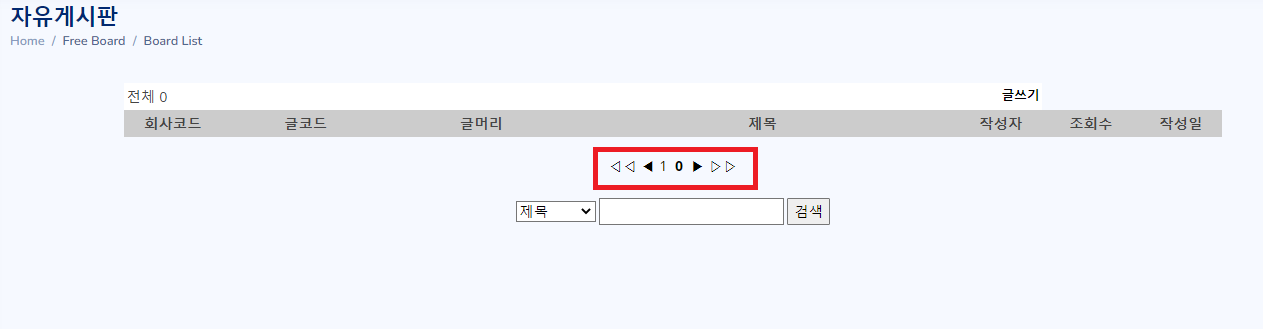 자유게시판
Home / Free Board / Board List
전체 0
글쓰기
회사코드 글코드 글머리 제목 작성자 조회수 작성일
◁◁ ◀ 1 0 ▶ ▷▷
제목 검색